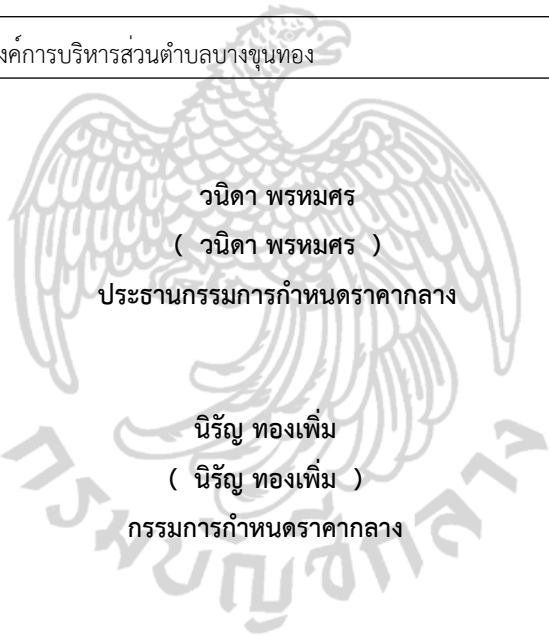 งค์การบริหารส่วนตำบลบางขุนทอง
วนิดา พรหมศร
( วนิดา พรหมศร )
ประธานกรรมการกำหนดราคากลาง
นิรัญ ทองเพิ่ม
( นิรัญ ทองเพิ่ม )
กรรมการกำหนดราคากลาง
กรมบัญชีกลาง